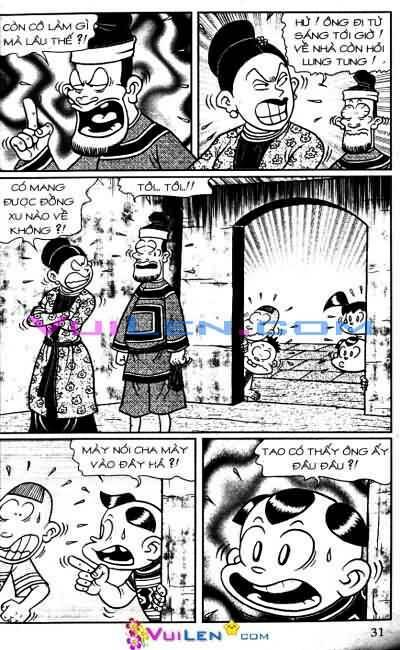 CÒN CÔ LÀM GÌ
MÀ LÂU THẾ ?!
HỪ ! ÔNG ĐI TỪ
SÁNG TỚI GIỜ !
VỀ NHÀ CÒN HỎI
LUNG TUNG !
CÓ MANG
ĐƯỢC ĐỒNG
XU NÀO VỀ
KHÔNG ?!
TÔI.. TÔI..!!
VUILEN.COM
MÀY NÓI CHA MÀY
VÀO ĐÂY HẢ ?!
TAO CÓ THẤY ÔNG ẤY
ĐÂU ĐÂU ?!
31
VUILEN.COM